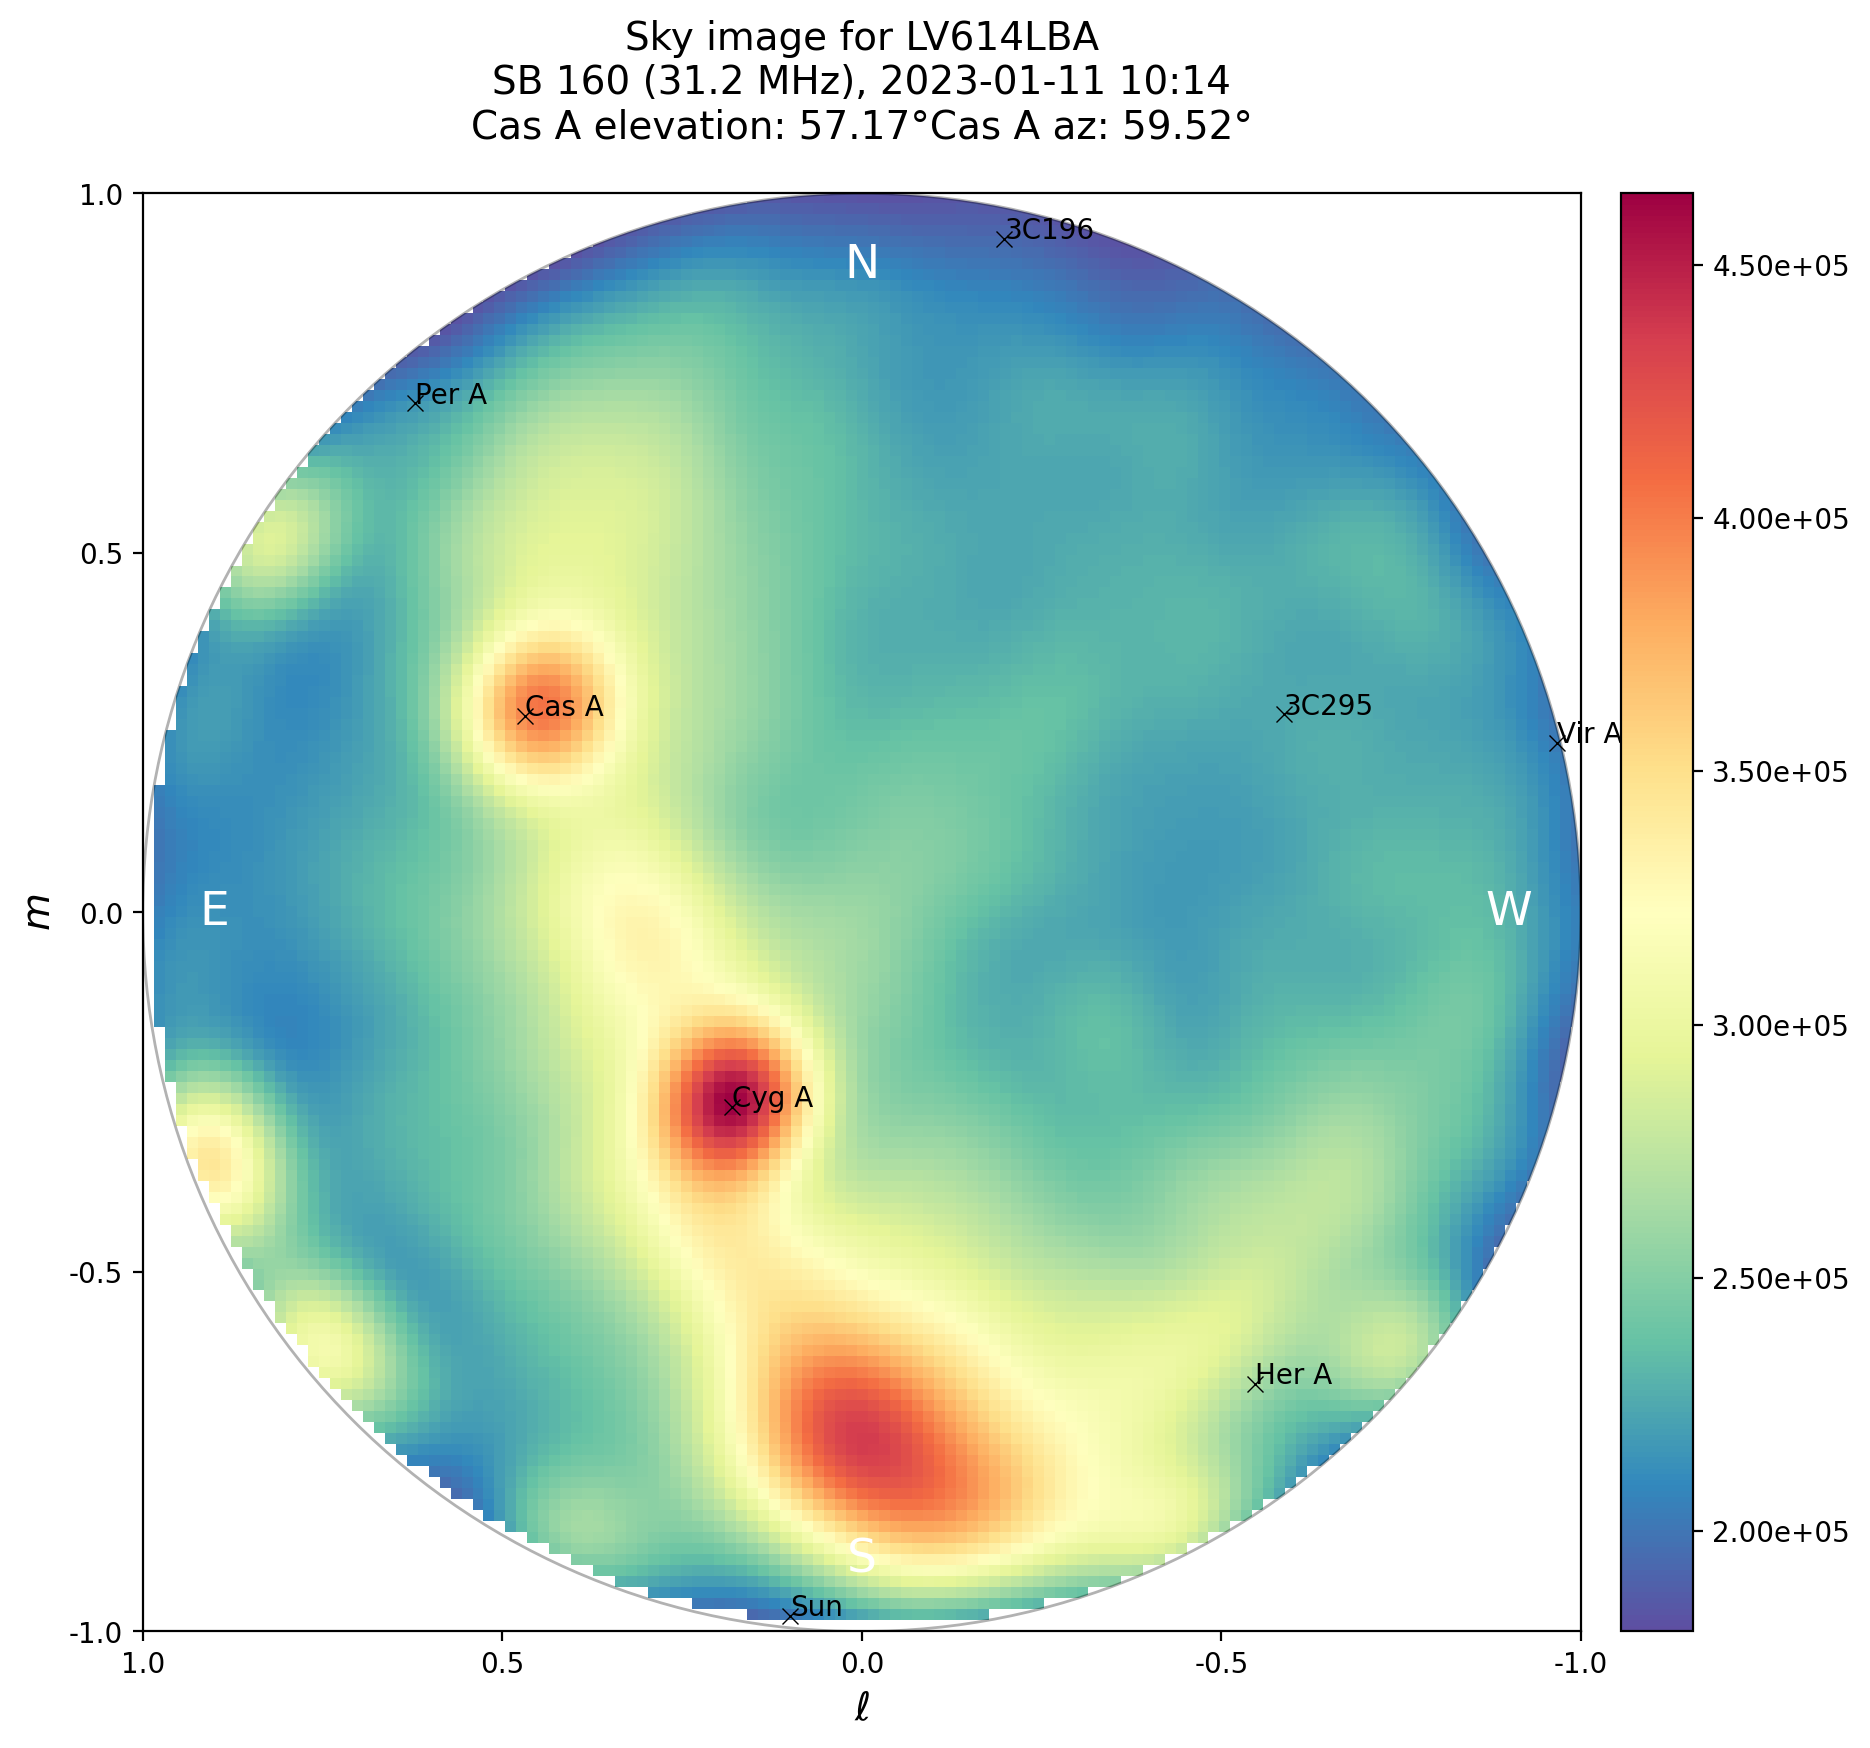 Sky image for LV614LBA
SB 160 (31.2 MHz), 2023-01-11 10:14
Cas A elevation: 57.17°Cas A az: 59.52°
1.0
0.5
0.0
-0.5
-1.0
m
1.0
0.5
0.0
-0.5
-1.0
ℓ
N
E
W
S
3C196
Per A
Cas A
3C295
Vir A
Cyg A
Her A
Sun
4.50e+05
4.00e+05
3.50e+05
3.00e+05
2.50e+05
2.00e+05